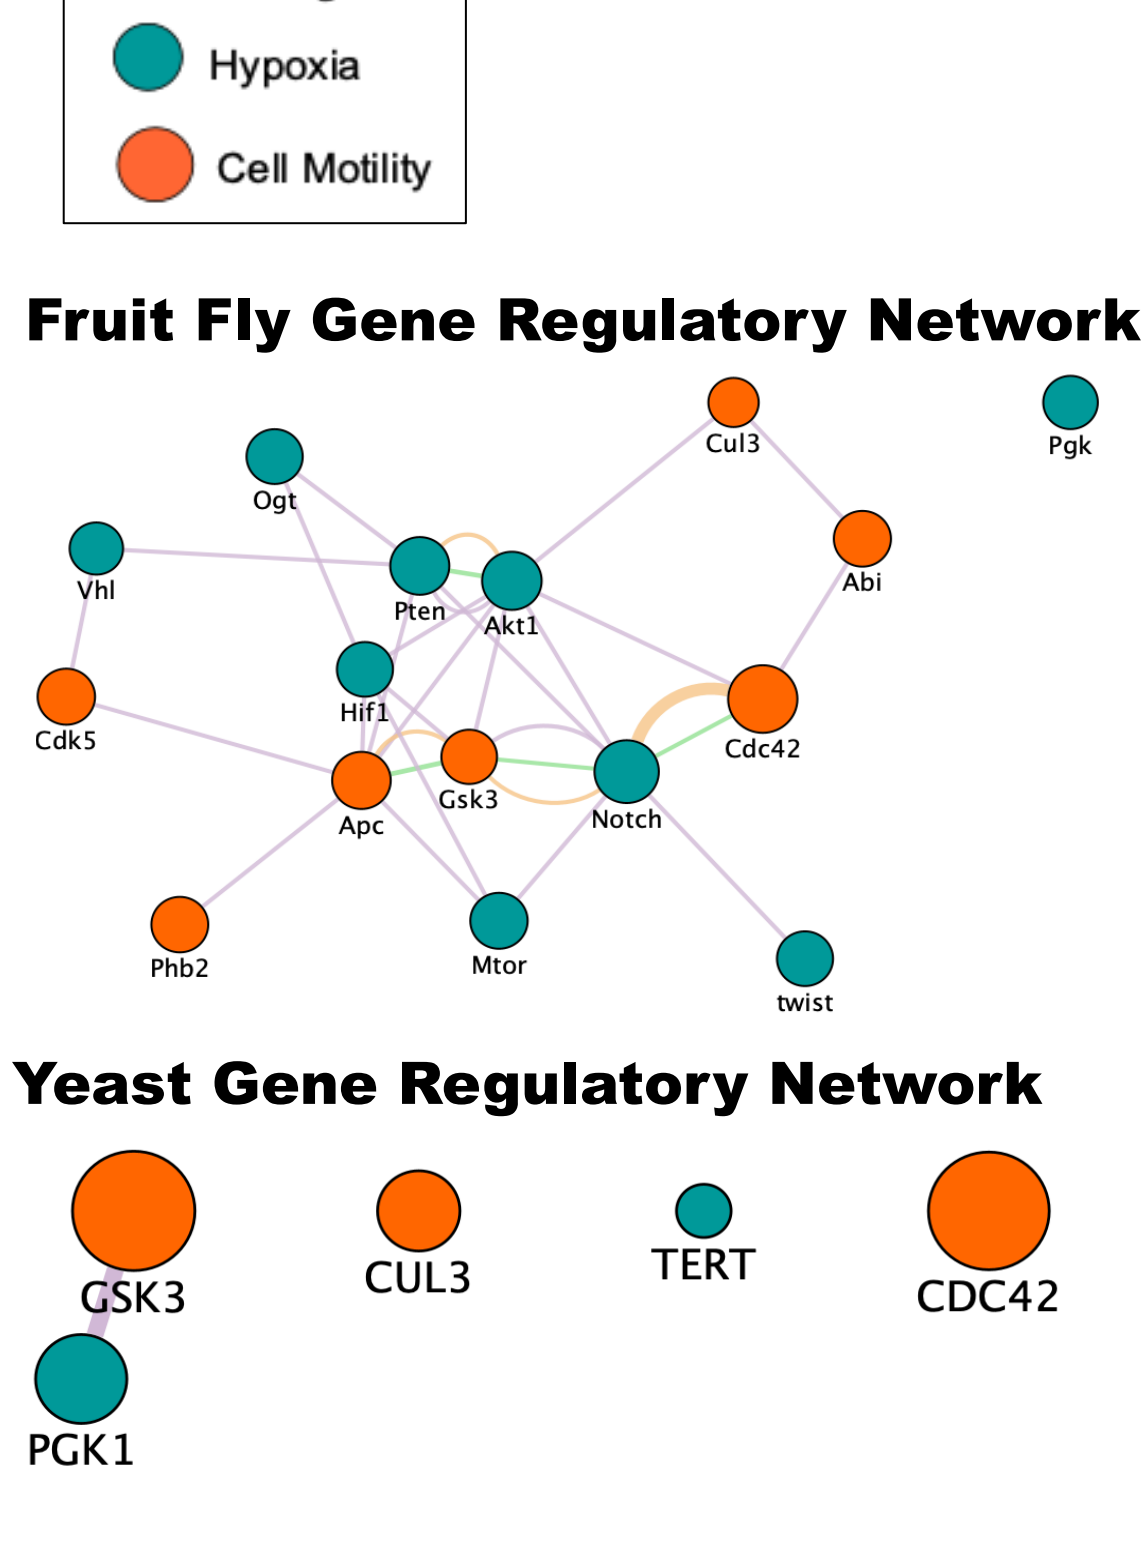 Hypoxia
Cell Motility
Fruit Fly Gene Regulatory Network
Cul3
Pgk
Ogt
Abi
Vhl
Pten
Akt1
Hif1
Cdk5
Cdc42
Gsk3
Notch
Apc
Phb2
Mtor
twist
Yeast Gene Regulatory Network
GSK3
CUL3
TERT
CDC42
PGK1